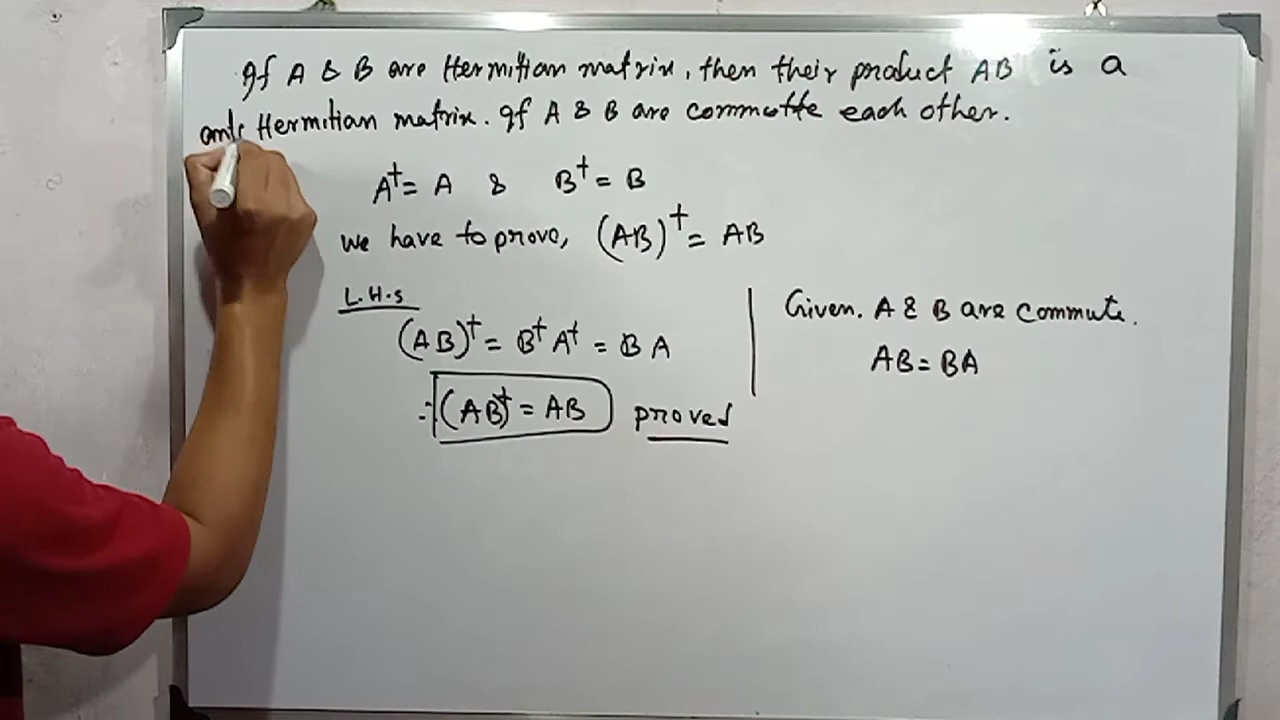 If A & B are Hermitian matrix, then their product AB is a
anti Hermitian matrix. If A & B are commutte each other.
A† = A & B† = B
we have to prove, (AB)† = AB
L.H.S
(AB)† = B†A† = BA
∴ (AB)† = AB proved
Given. A & B are commute.
AB = BA